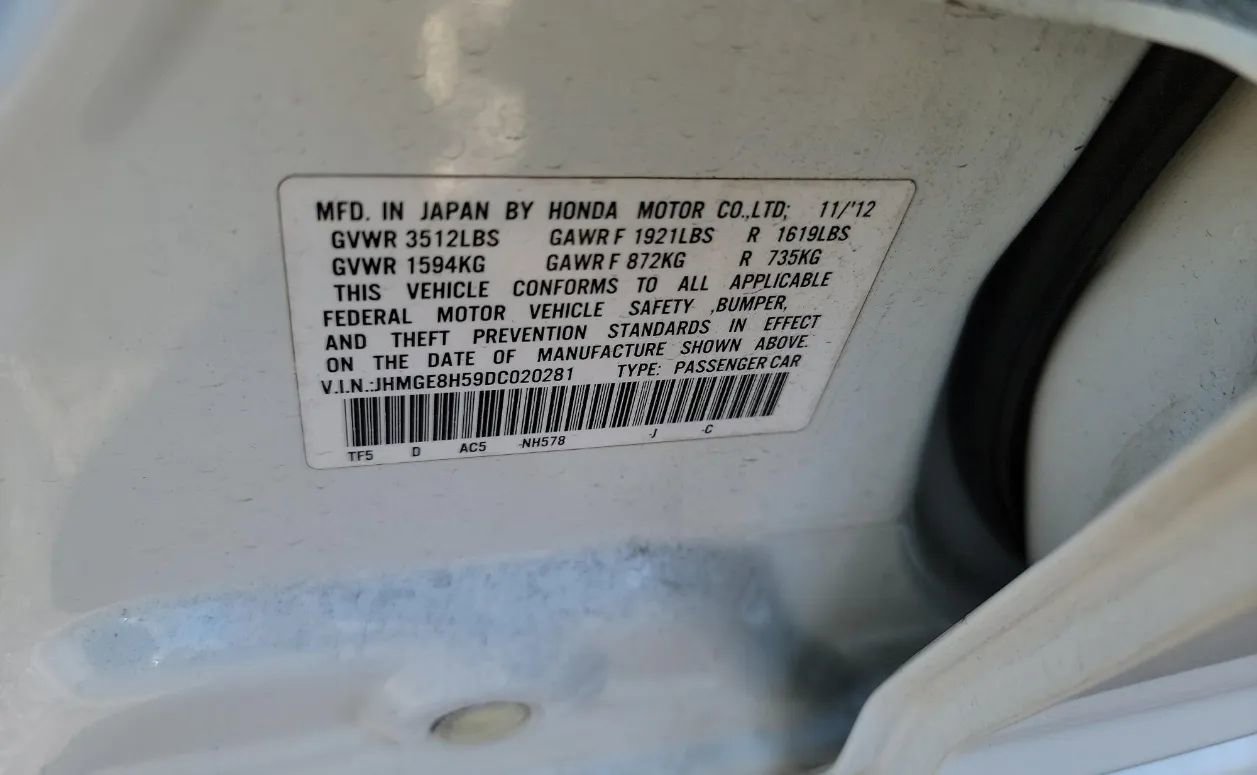 MFD. IN JAPAN BY HONDA MOTOR CO.,LTD; 11/'12
GVWR 3512LBS GAWR F 1921LBS R 1619LBS
GVWR 1594KG GAWR F 872KG R 735KG
THIS VEHICLE CONFORMS TO ALL APPLICABLE
FEDERAL MOTOR VEHICLE SAFETY ,BUMPER,
AND THEFT PREVENTION STANDARDS IN EFFECT
ON THE DATE OF MANUFACTURE SHOWN ABOVE.
V.I.N.:JHMGE8H59DC020281 TYPE: PASSENGER CAR
TF5 D AC5 -NH578 -J -C